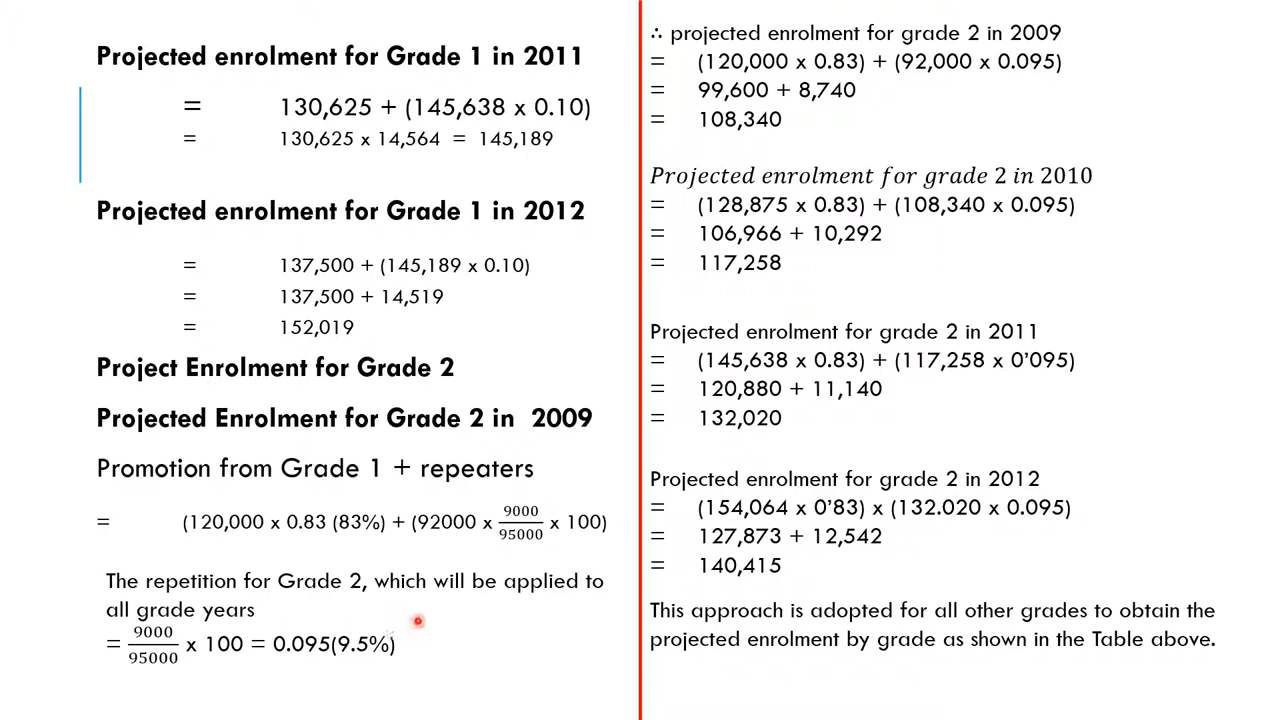 Projected enrolment for Grade 1 in 2011
= 130,625 + (145,638 x 0.10)
= 130,625 x 14,564 = 145,189
Projected enrolment for Grade 1 in 2012
= 137,500 + (145,189 x 0.10)
= 137,500 + 14,519
= 152,019
Project Enrolment for Grade 2
Projected Enrolment for Grade 2 in 2009
Promotion from Grade 1 + repeaters
= (120,000 x 0.83 (83%) + (92000 x 9000/95000 x 100)
The repetition for Grade 2, which will be applied to
all grade years
= 9000/95000 x 100 = 0.095(9.5%)
∴ projected enrolment for grade 2 in 2009
= (120,000 x 0.83) + (92,000 x 0.095)
= 99,600 + 8,740
= 108,340
Projected enrolment for grade 2 in 2010
= (128,875 x 0.83) + (108,340 x 0.095)
= 106,966 + 10,292
= 117,258
Projected enrolment for grade 2 in 2011
= (145,638 x 0.83) + (117,258 x 0’095)
= 120,880 + 11,140
= 132,020
Projected enrolment for grade 2 in 2012
= (154,064 x 0’83) x (132.020 x 0.095)
= 127,873 + 12,542
= 140,415
This approach is adopted for all other grades to obtain the
projected enrolment by grade as shown in the Table above.